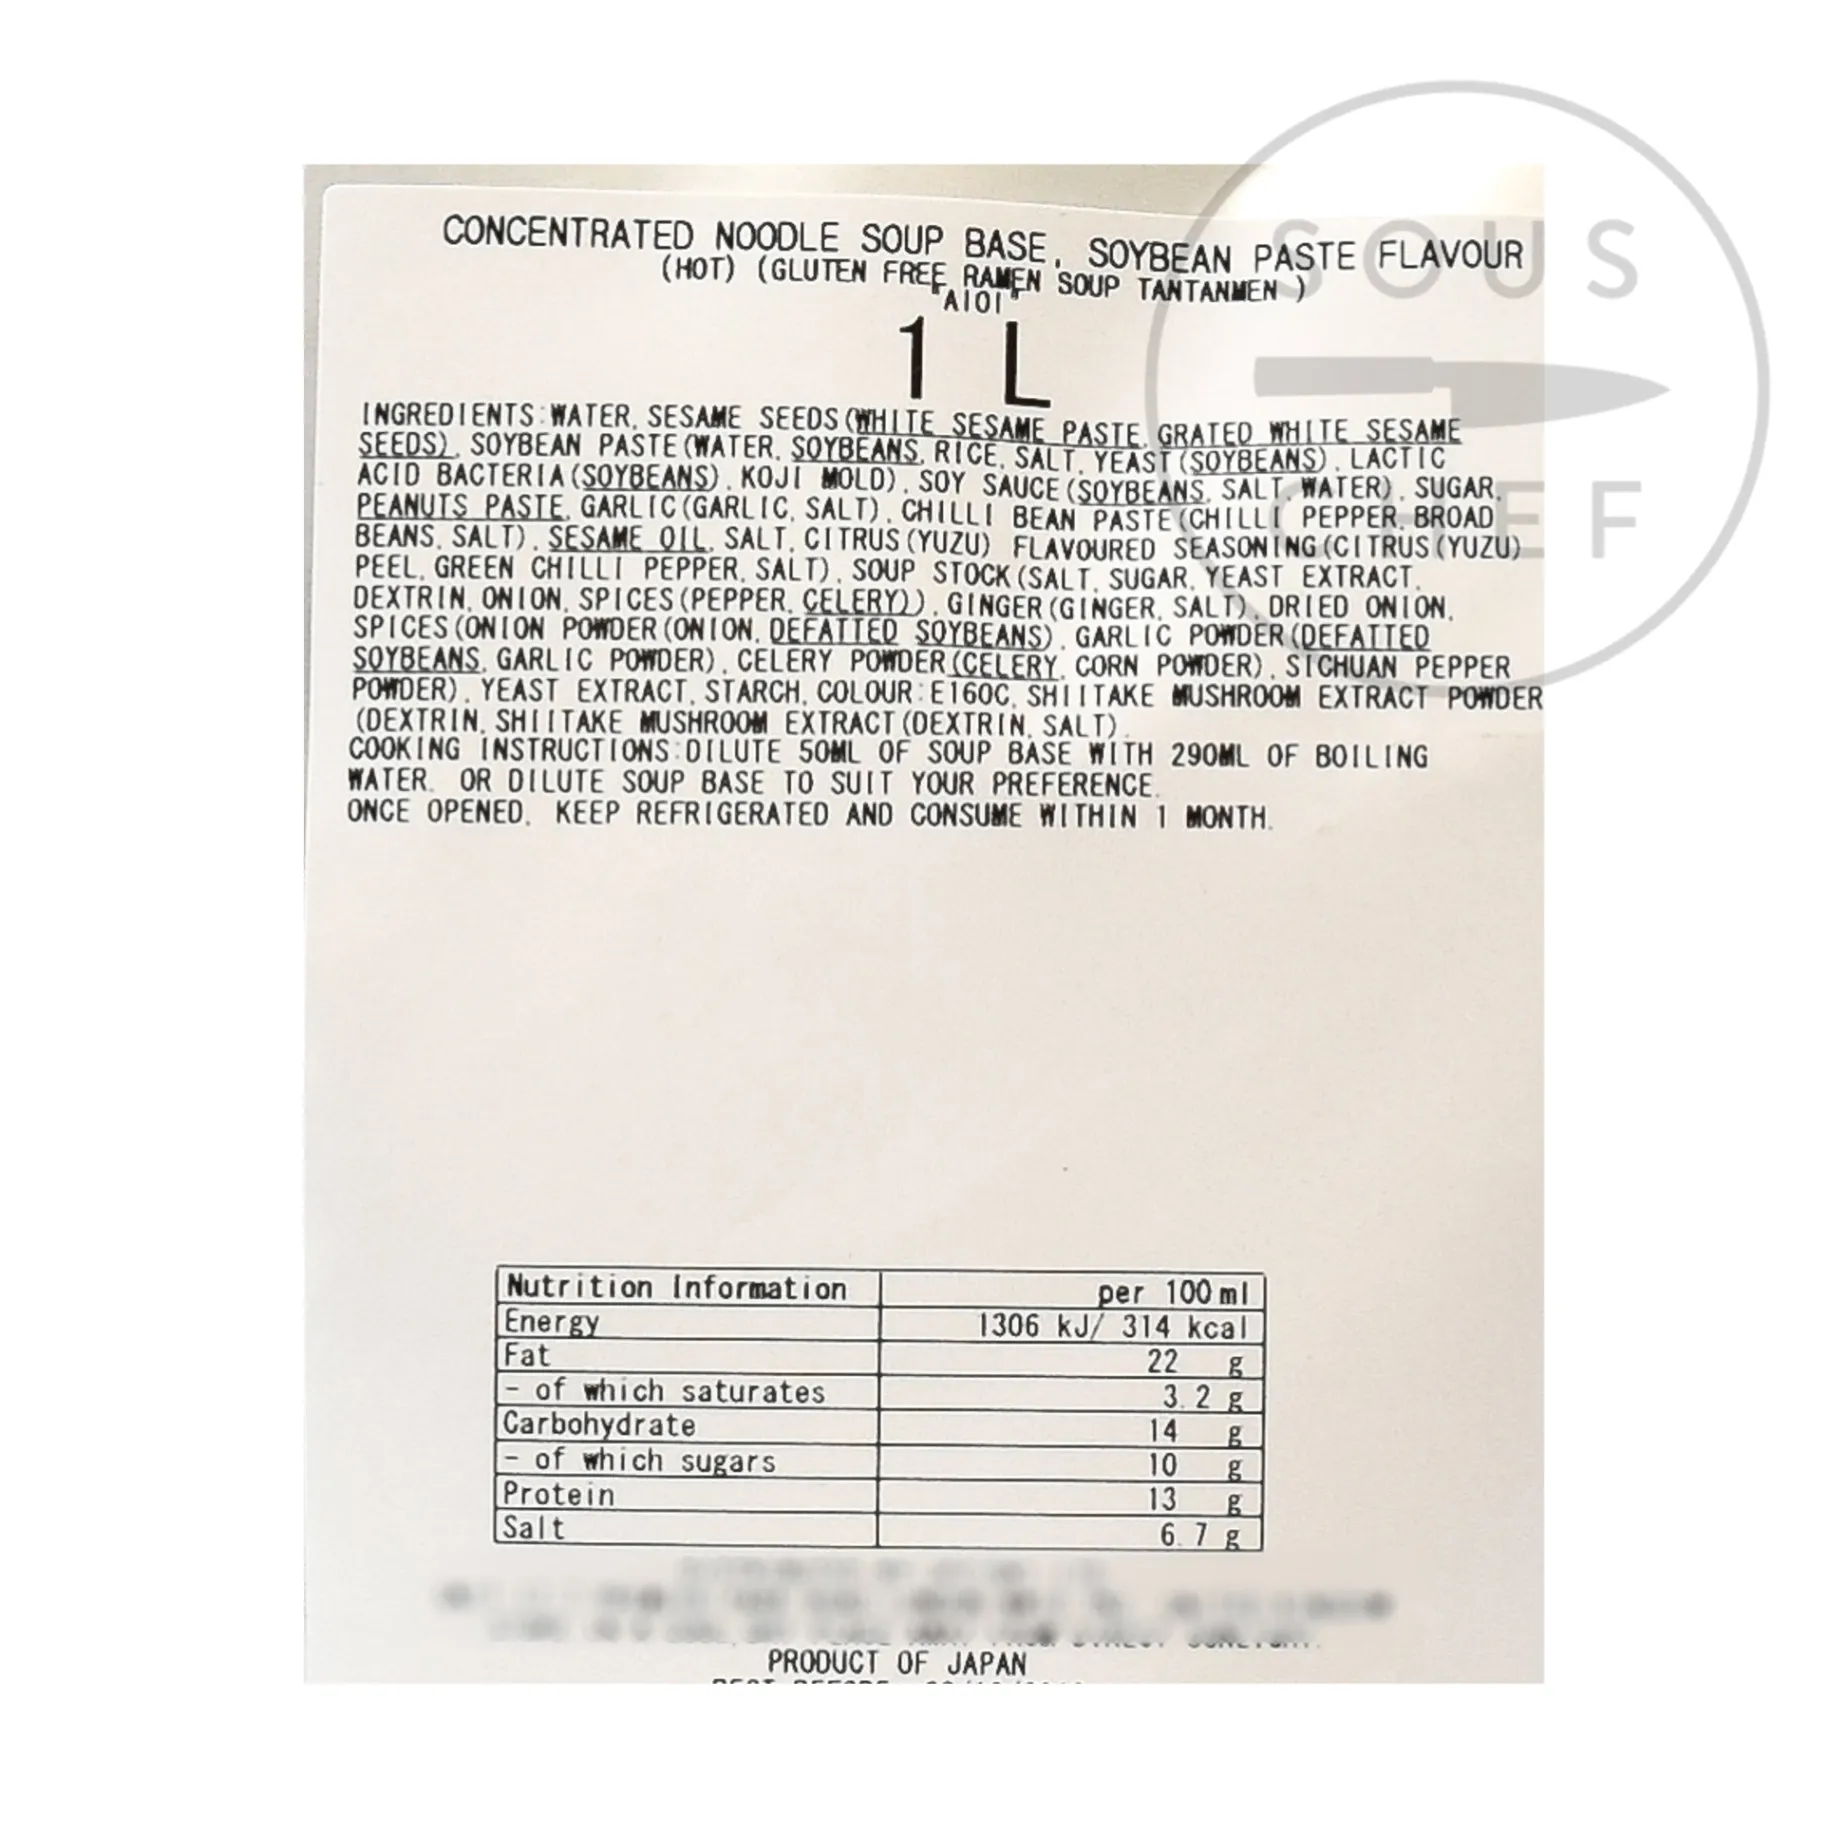 SOUS
CHEF
CONCENTRATED NOODLE SOUP BASE, SOYBEAN PASTE FLAVOUR
(HOT) (GLUTEN FREE RAMEN SOUP TANTANMEN )
"AIOI"
1 L
INGREDIENTS:WATER, SESAME SEEDS(WHITE SESAME PASTE, GRATED WHITE SESAME
SEEDS), SOYBEAN PASTE(WATER, SOYBEANS, RICE, SALT, YEAST(SOYBEANS), LACTIC
ACID BACTERIA(SOYBEANS), KOJI MOLD), SOY SAUCE(SOYBEANS, SALT, WATER), SUGAR,
PEANUTS PASTE, GARLIC(GARLIC, SALT), CHILLI BEAN PASTE(CHILLI PEPPER, BROAD
BEANS, SALT), SESAME OIL, SALT, CITRUS(YUZU) FLAVOURED SEASONING(CITRUS(YUZU)
PEEL, GREEN CHILLI PEPPER, SALT), SOUP STOCK(SALT, SUGAR, YEAST EXTRACT,
DEXTRIN, ONION, SPICES(PEPPER, CELERY)), GINGER(GINGER, SALT), DRIED ONION,
SPICES(ONION POWDER(ONION, DEFATTED SOYBEANS), GARLIC POWDER(DEFATTED
SOYBEANS, GARLIC POWDER), CELERY POWDER(CELERY, CORN POWDER), SICHUAN PEPPER
POWDER), YEAST EXTRACT, STARCH, COLOUR:E160C, SHIITAKE MUSHROOM EXTRACT POWDER
(DEXTRIN, SHIITAKE MUSHROOM EXTRACT(DEXTRIN, SALT).
COOKING INSTRUCTIONS:DILUTE 50ML OF SOUP BASE WITH 290ML OF BOILING
WATER. OR DILUTE SOUP BASE TO SUIT YOUR PREFERENCE.
ONCE OPENED, KEEP REFRIGERATED AND CONSUME WITHIN 1 MONTH.
Nutrition Information per 100ml
Energy 1306 kJ/ 314 kcal
Fat 22 g
- of which saturates 3.2 g
Carbohydrate 14 g
- of which sugars 10 g
Protein 13 g
Salt 6.7 g
PRODUCT OF JAPAN